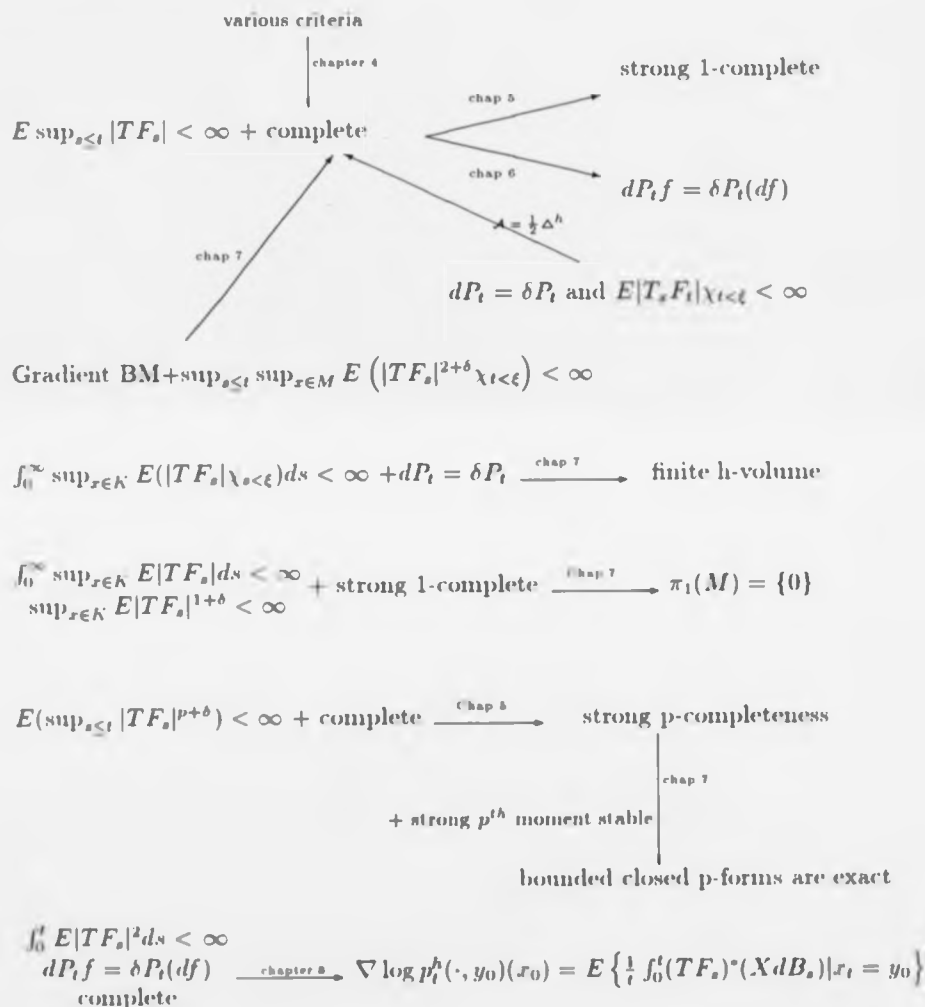 various criteria
chapter 4
strong 1-complete
chap 5
E sup_{s≤t} |TF_s| < ∞ + complete
chap 6
dP_t f = δP_t(df)
A = ½ Δ^h
chap 7
dP_t = δP_t and E|T_xF_t|χ_{t<ξ} < ∞
Gradient BM+sup_{s≤t} sup_{x∈M} E (|TF_s|^{2+δ} χ_{t<ξ}) < ∞
∫_0^∞ sup_{x∈K} E(|TF_s|χ_{s<ξ})ds < ∞ +dP_t = δP_t chap 7 finite h-volume
∫_0^∞ sup_{x∈K} E|TF_s|ds < ∞
+ strong 1-complete Chap 7 π_1(M) = {0}
sup_{x∈K} E|TF_s|^{1+δ} < ∞
E(sup_{s≤t} |TF_s|^{p+δ}) < ∞ + complete Chap 5 strong p-completeness
chap 7
+ strong p^{th} moment stable
bounded closed p-forms are exact
∫_0^t E|TF_s|²ds < ∞
dP_t f = δP_t(df) chapter 8 ∇ log p_t^h(·, y_0)(x_0) = E {1/t ∫_0^t (TF_s)*(XdB_s)|x_t = y_0}
complete